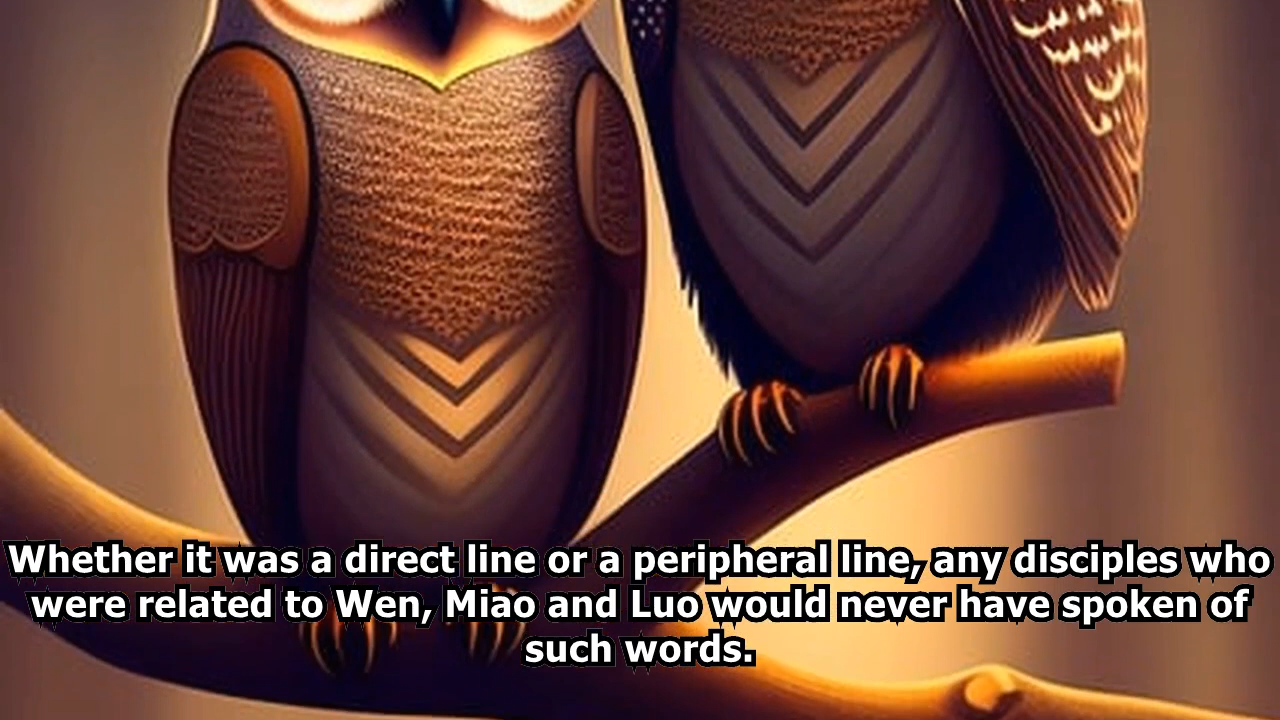 Whether it was a direct line or a peripheral line, any disciples who
were related to Wen, Miao and Luo would never have spoken of
such words.